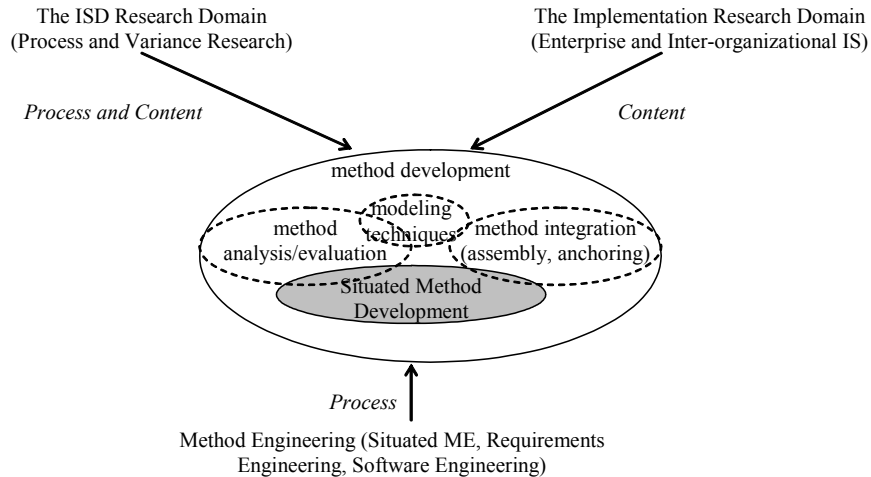 The ISD Research Domain
(Process and Variance Research)
The Implementation Research Domain
(Enterprise and Inter-organizational IS)
Process and Content
Content
method development
modeling
techniques
method
analysis/evaluation
method integration
(assembly, anchoring)
Situated Method
Development
Process
Method Engineering (Situated ME, Requirements
Engineering, Software Engineering)